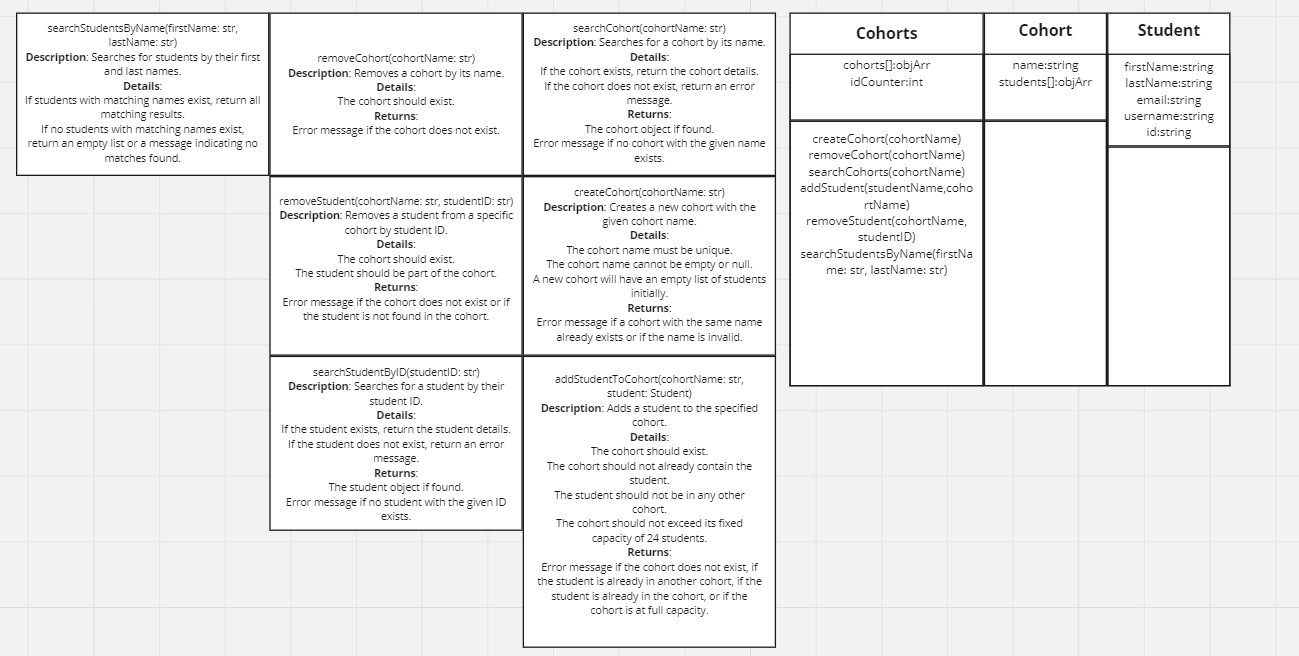 searchStudentsByName(firstName: str,
lastName: str)
Description: Searches for students by their first
and last names.
Details:
If students with matching names exist, return all
matching results.
If no students with matching names exist,
return an empty list or a message indicating no
matches found.
removeCohort(cohortName: str)
Description: Removes a cohort by its name.
Details:
The cohort should exist.
Returns:
Error message if the cohort does not exist.
searchCohort(cohortName: str)
Description: Searches for a cohort by its name.
Details:
If the cohort exists, return the cohort details.
If the cohort does not exist, return an error
message.
Returns:
The cohort object if found.
Error message if no cohort with the given name
exists.
removeStudent(cohortName: str, studentID: str)
Description: Removes a student from a specific
cohort by student ID.
Details:
The cohort should exist.
The student should be part of the cohort.
Returns:
Error message if the cohort does not exist or if
the student is not found in the cohort.
createCohort(cohortName: str)
Description: Creates a new cohort with the
given cohort name.
Details:
The cohort name must be unique.
The cohort name cannot be empty or null.
A new cohort will have an empty list of students
initially.
Returns:
Error message if a cohort with the same name
already exists or if the name is invalid.
searchStudentByID(studentID: str)
Description: Searches for a student by their
student ID.
Details:
If the student exists, return the student details.
If the student does not exist, return an error
message.
Returns:
The student object if found.
Error message if no student with the given ID
exists.
addStudentToCohort(cohortName: str,
student: Student)
Description: Adds a student to the specified
cohort.
Details:
The cohort should exist.
The cohort should not already contain the
student.
The student should not be in any other
cohort.
The cohort should not exceed its fixed
capacity of 24 students.
Returns:
Error message if the cohort does not exist, if
the student is already in another cohort, if the
student is already in the cohort, or if the
cohort is at full capacity.
Cohorts
cohorts[]:objArr
idCounter:int
createCohort(cohortName)
removeCohort(cohortName)
searchCohorts(cohortName)
addStudent(studentName,coho
rtName)
removeStudent(cohortName,
studentID)
searchStudentsByName(firstNa
me: str, lastName: str)
Cohort
name:string
students[]:objArr
Student
firstName:string
lastName:string
email:string
username:string
id:string